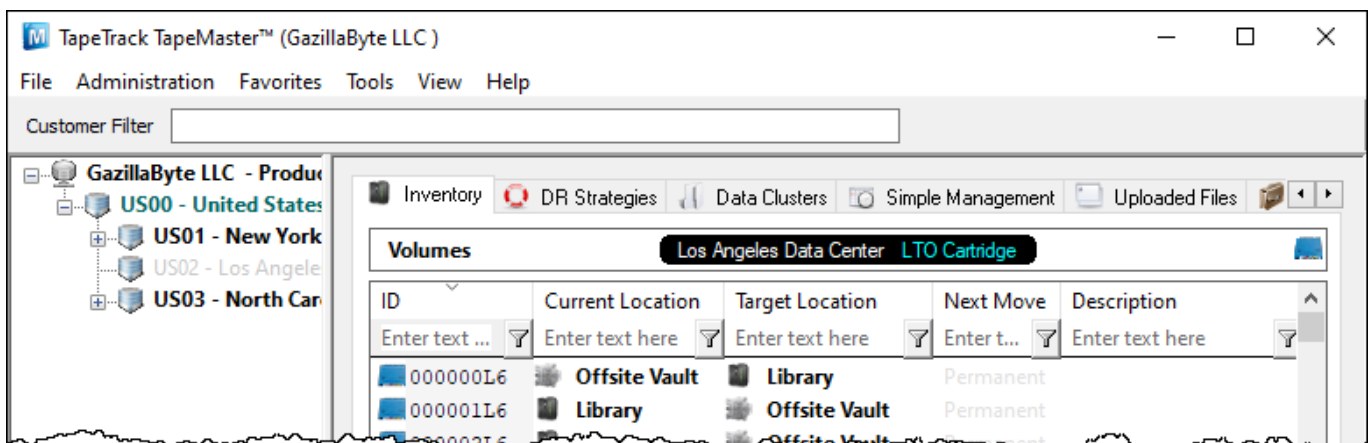 TapeTrack TapeMaster™ (GazillaByte LLC )
File Administration Favorites Tools View Help
Customer Filter
GazillaByte LLC - Produc
US00 - United States
US01 - New York
US02 - Los Angele
US03 - North Car
Inventory DR Strategies Data Clusters Simple Management Uploaded Files
Volumes Los Angeles Data Center LTO Cartridge
ID Current Location Target Location Next Move Description
Enter text ... Enter text here Enter text here Enter t... Enter text here
000000L6 Offsite Vault Library Permanent
000001L6 Library Offsite Vault Permanent
Offsite Vault